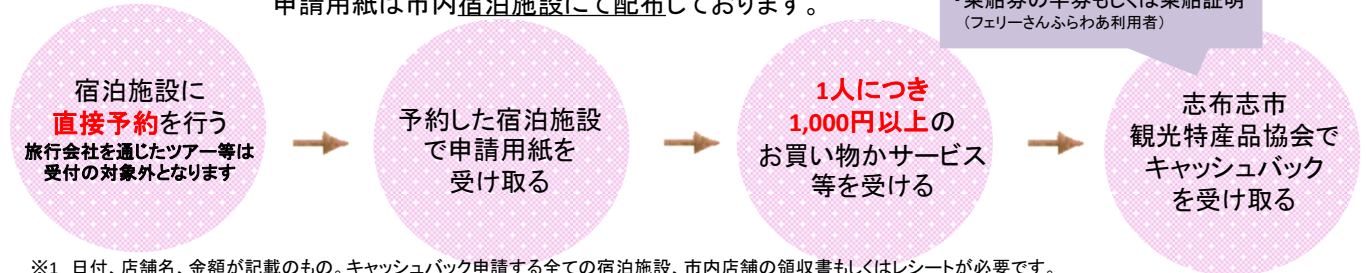 申請用紙は市内宿泊施設にて配布しております。
・乗船券の半券もしくは乗船証明
（フェリーさんふらわあ利用者）
宿泊施設に
直接予約を行う
旅行会社を通じたツアー等は
受付の対象外となります
予約した宿泊施設
で申請用紙を
受け取る
1人につき
1,000円以上の
お買い物かサービス
等を受ける
志布志市
観光特産品協会で
キャッシュバック
を受け取る
※1 日付、店舗名、金額が記載のもの。キャッシュバック申請する全ての宿泊施設、市内店舗の領収書もしくはレシートが必要です。